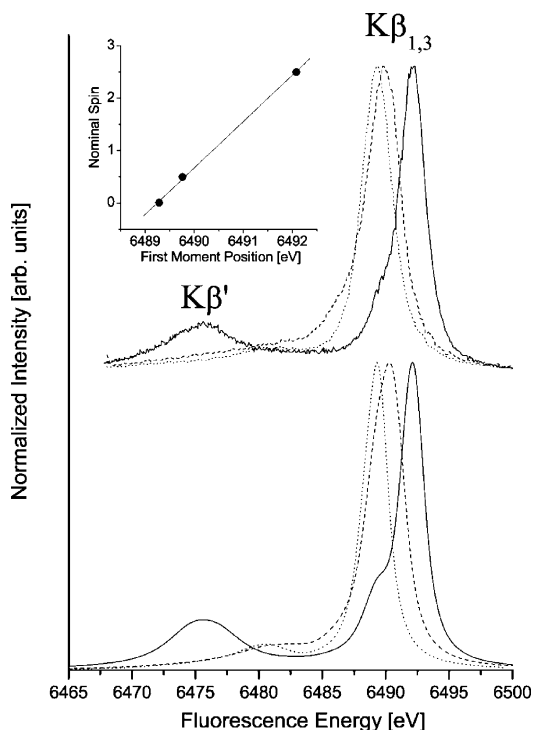 Kβ1,3
3
2
1
0
Nominal Spin
6489 6490 6491 6492
First Moment Position [eV]
Kβ'
Normalized Intensity [arb. units]
6465 6470 6475 6480 6485 6490 6495 6500
Fluorescence Energy [eV]